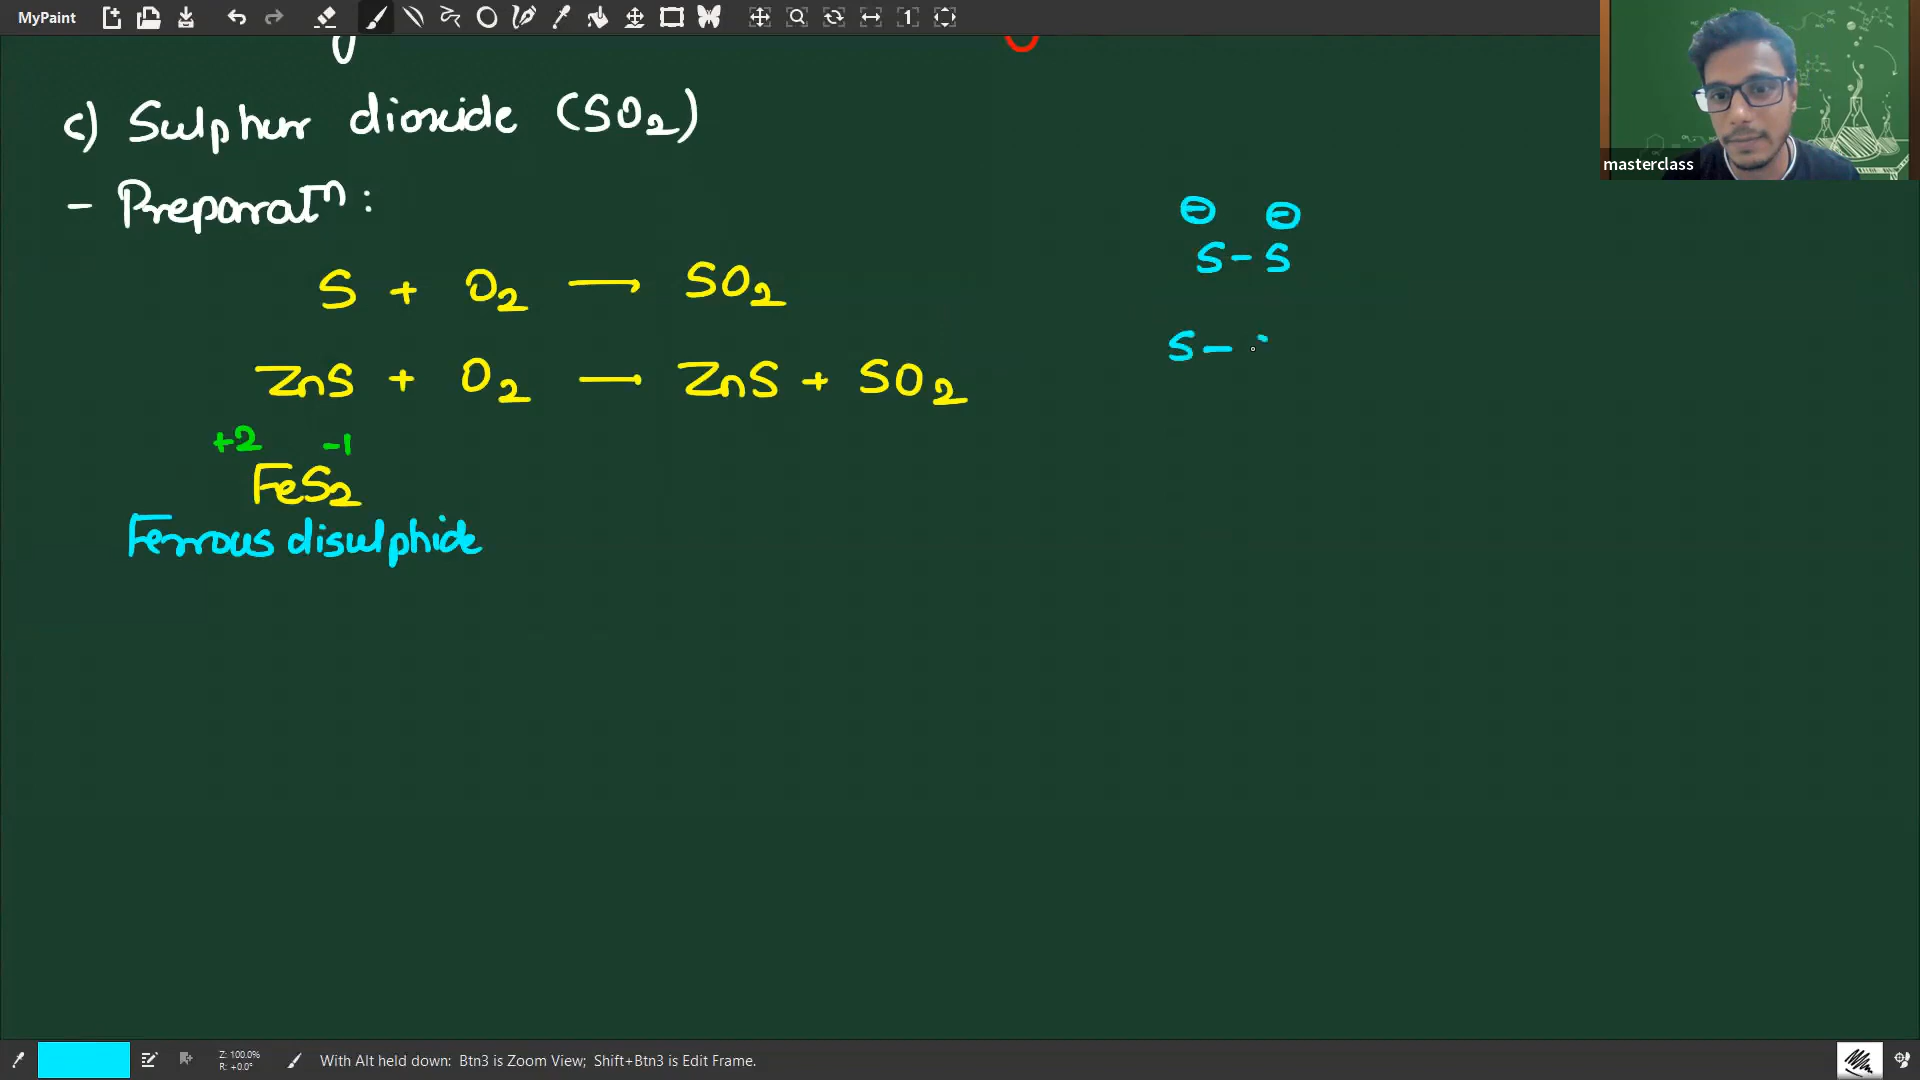 MyPaint
masterclass
c) Sulphur dioxide (SO₂)
- Preparatⁿ :
S + O₂ → SO₂
ZnS + O₂ → ZnS + SO₂
+2 -1
FeS₂
Ferrous disulphide
⊖ ⊖
S-S
S-
Z: 100.0%
R: +0.0°
With Alt held down: Btn3 is Zoom View; Shift+Btn3 is Edit Frame.